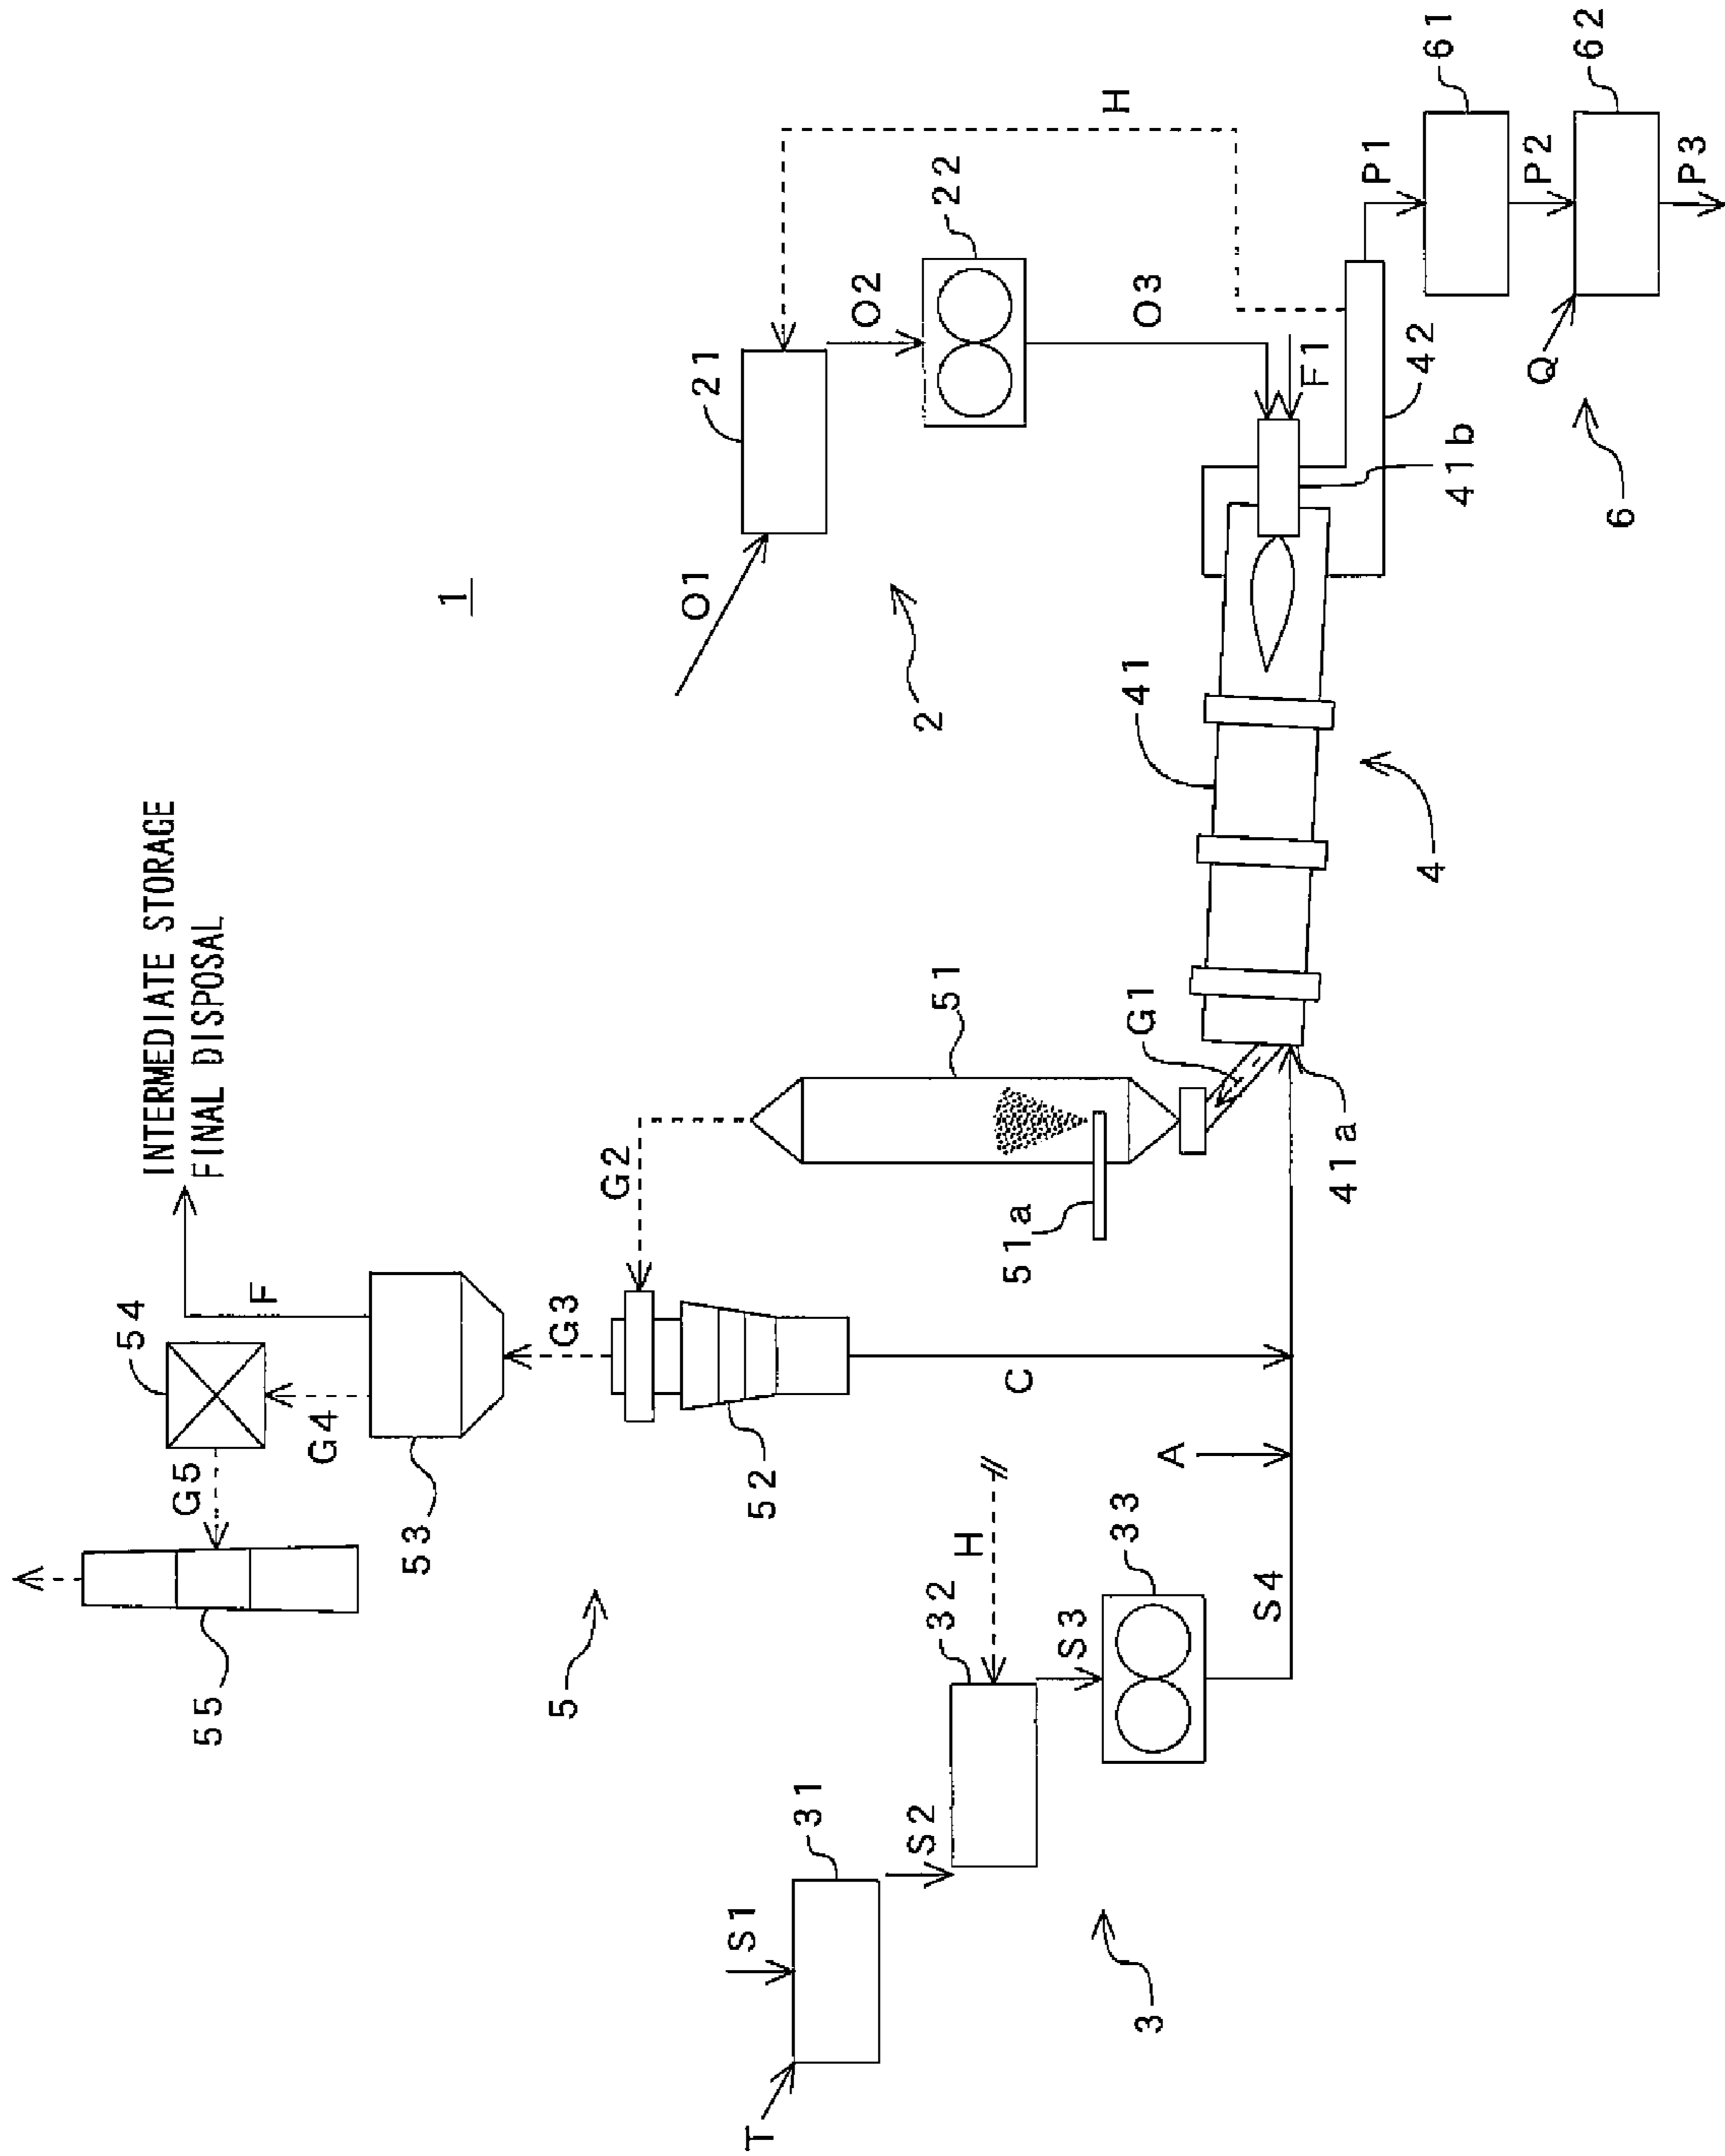 54
INTERMEDIATE STORAGE
FINAL DISPOSAL
G5
55
F
G4
53
1
5
G3
G2
O1
21
S1
T
52
31
O2
S2
2
32
51
22
H
51a
C
S3
H
33
G1
41
O3
3
A
S4
F1
41a
P1
42
4
61
41b
P2
Q
62
6
P3